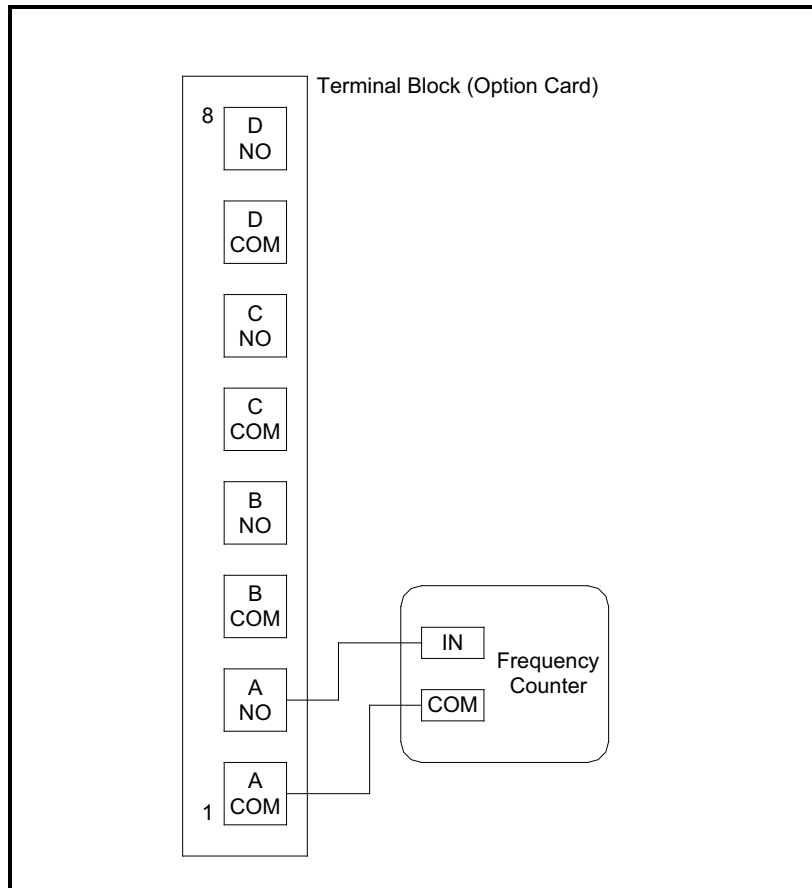 Terminal Block (Option Card)
8
D
NO
D
COM
C
NO
C
COM
B
NO
B
COM
A
NO
A
COM
1
IN
COM
Frequency
Counter